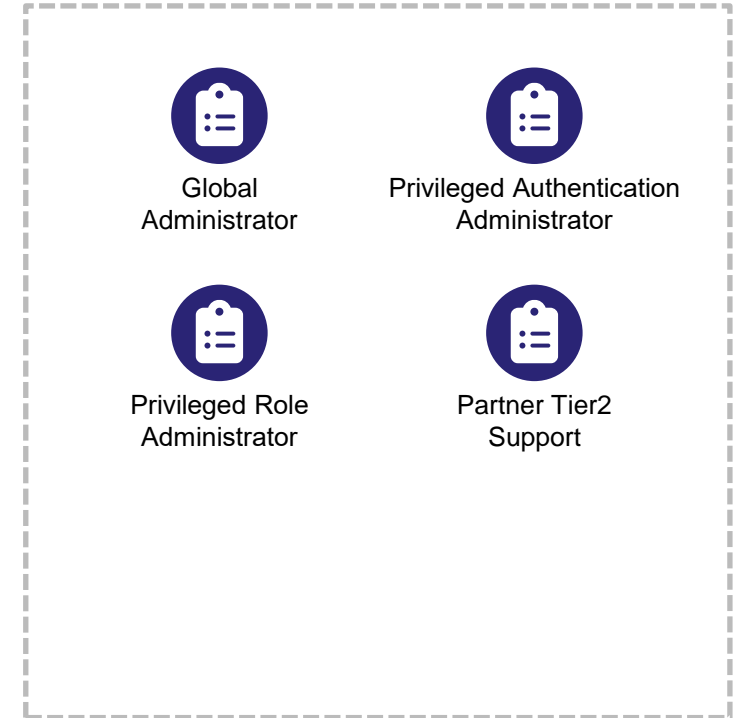 Global
Administrator
Privileged Authentication
Administrator
Privileged Role
Administrator
Partner Tier2
Support